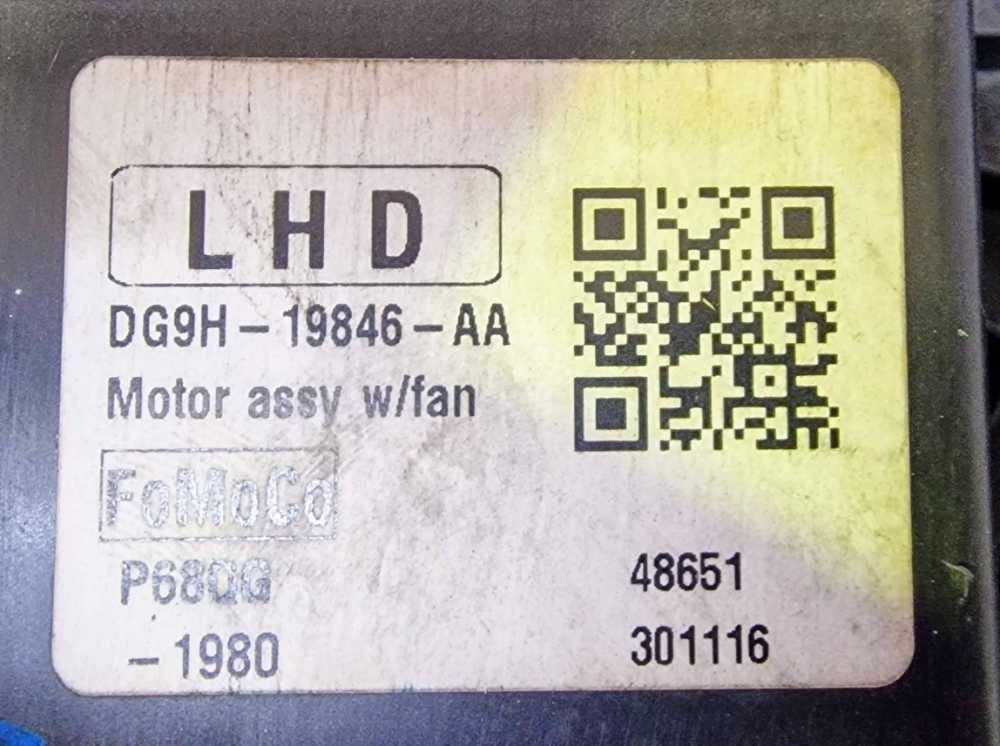 LHD
DG9H-19846-AA
Motor assy w/fan
FoMoCo
P68QG
-1980
48651
301116